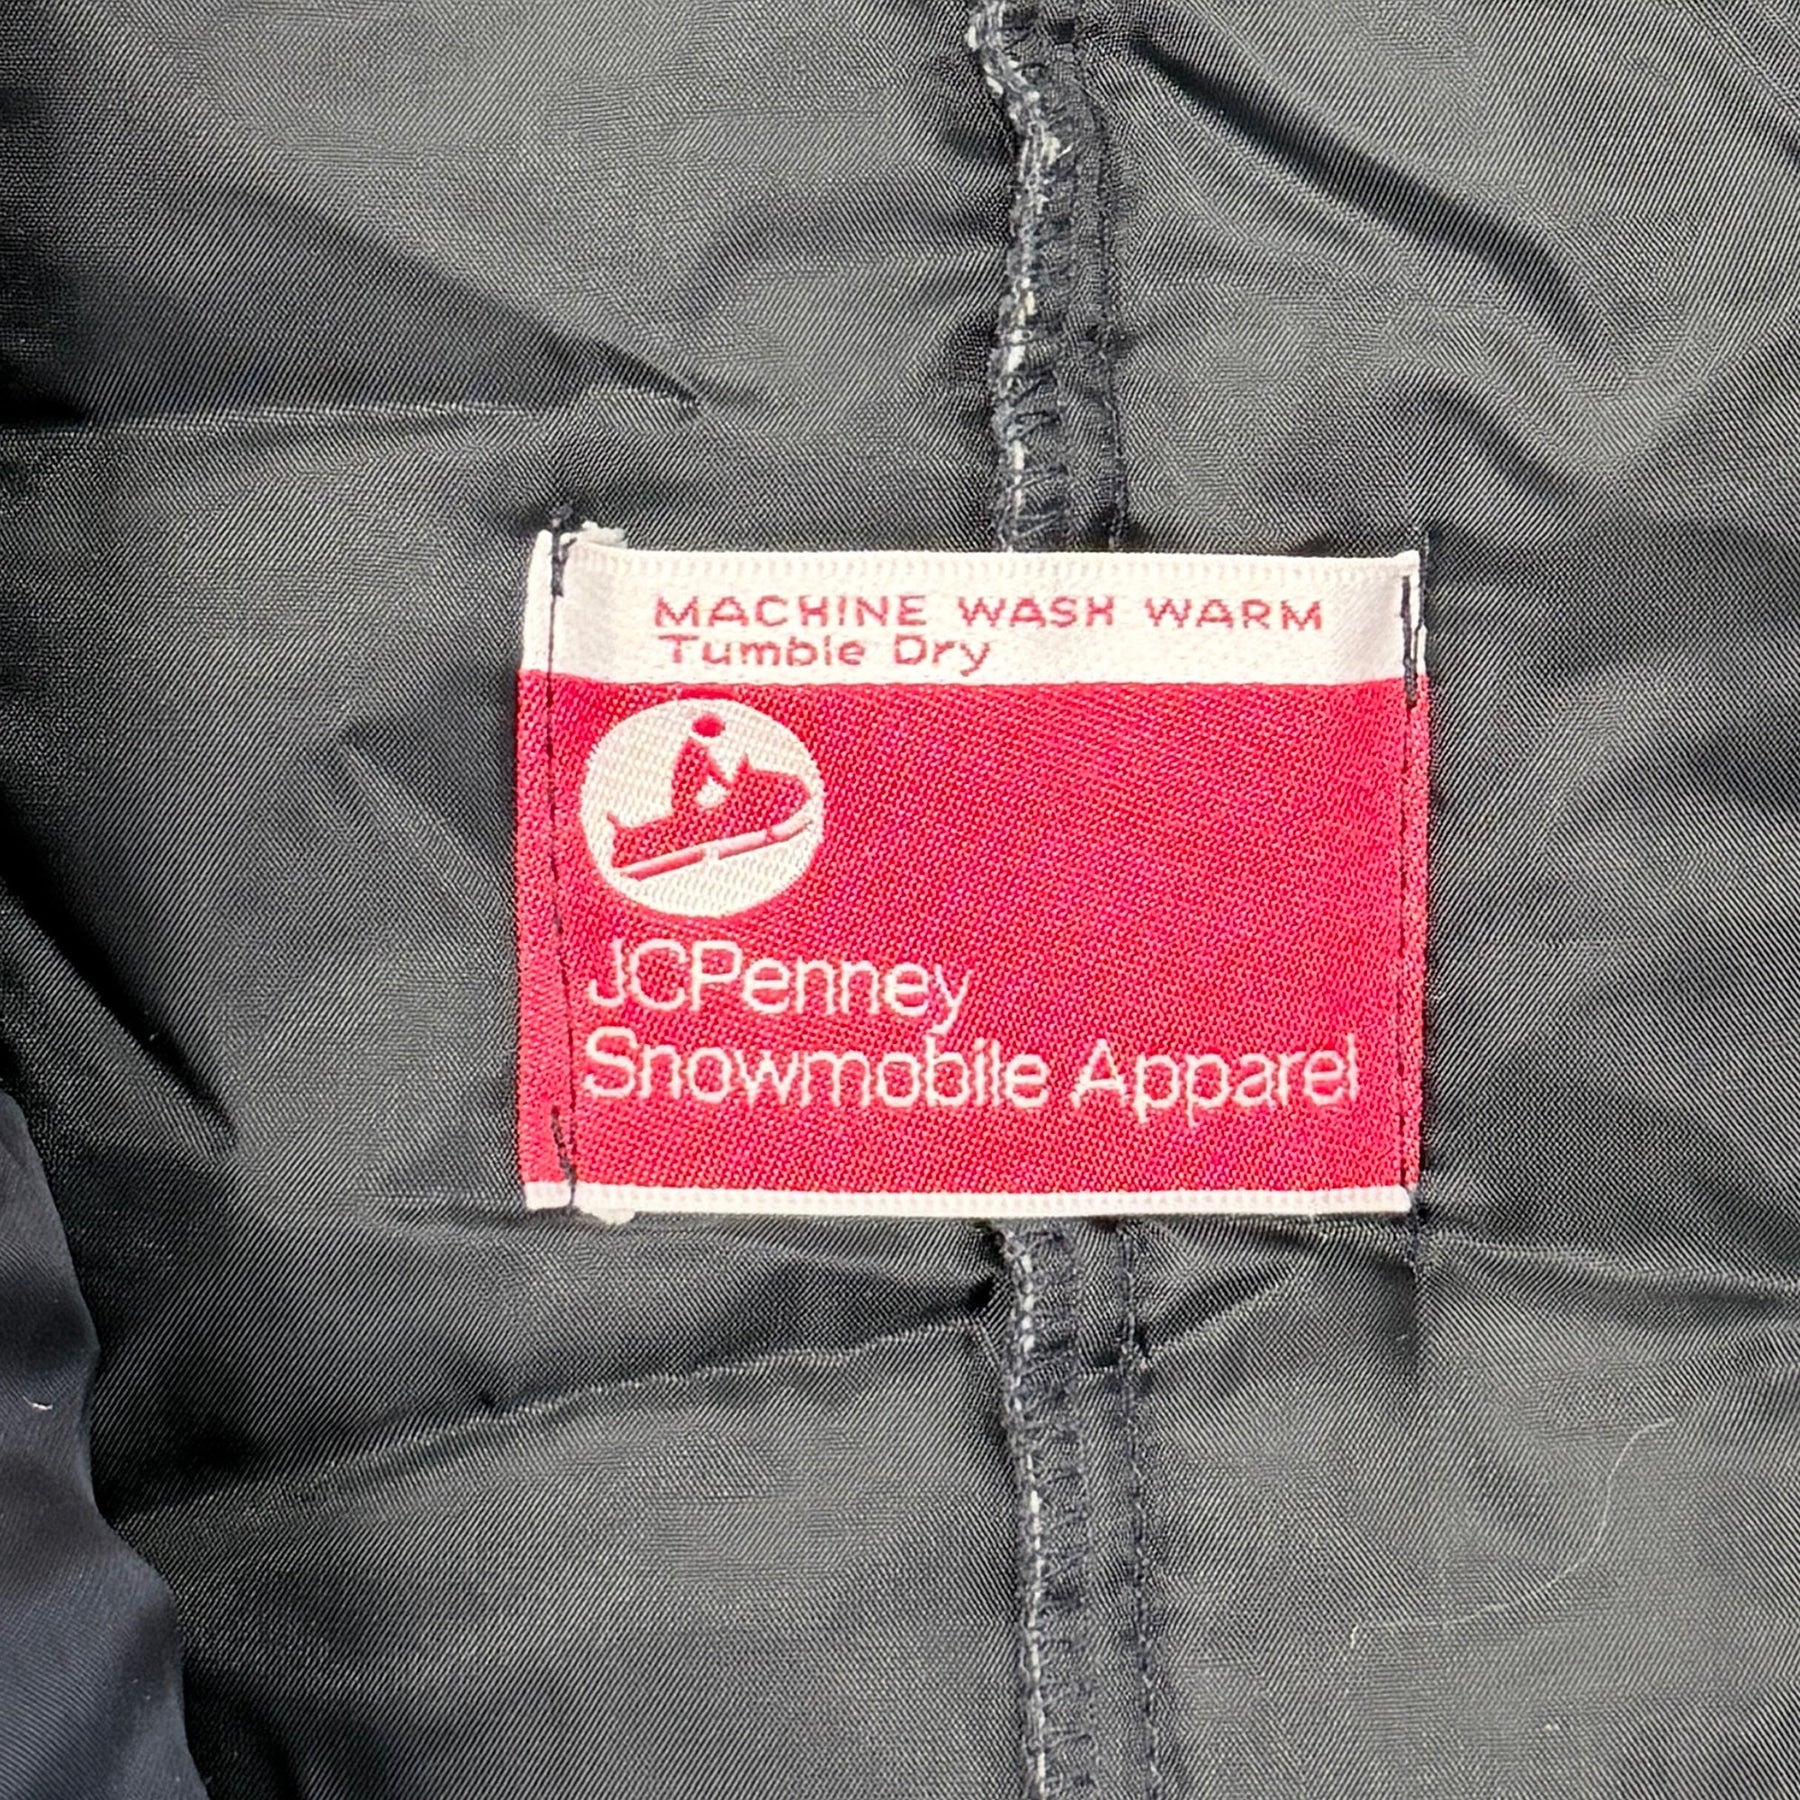 MACHINE WASH WARM
Tumble Dry
JCPenney
Snowmobile Apparel